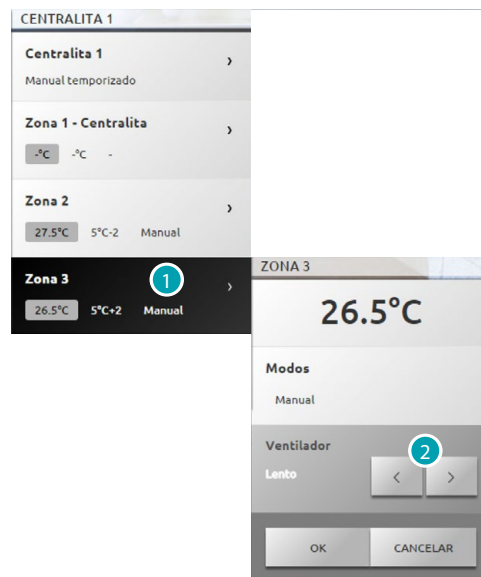 CENTRALITA 1
Centralita 1
Manual temporizado
Zona 1 - Centralita
-°C -°C -
Zona 2
27.5°C 5°C-2 Manual
Zona 3
1
26.5°C 5°C+2 Manual
ZONA 3
26.5°C
Modos
Manual
Ventilador
2
Lento
OK CANCELAR